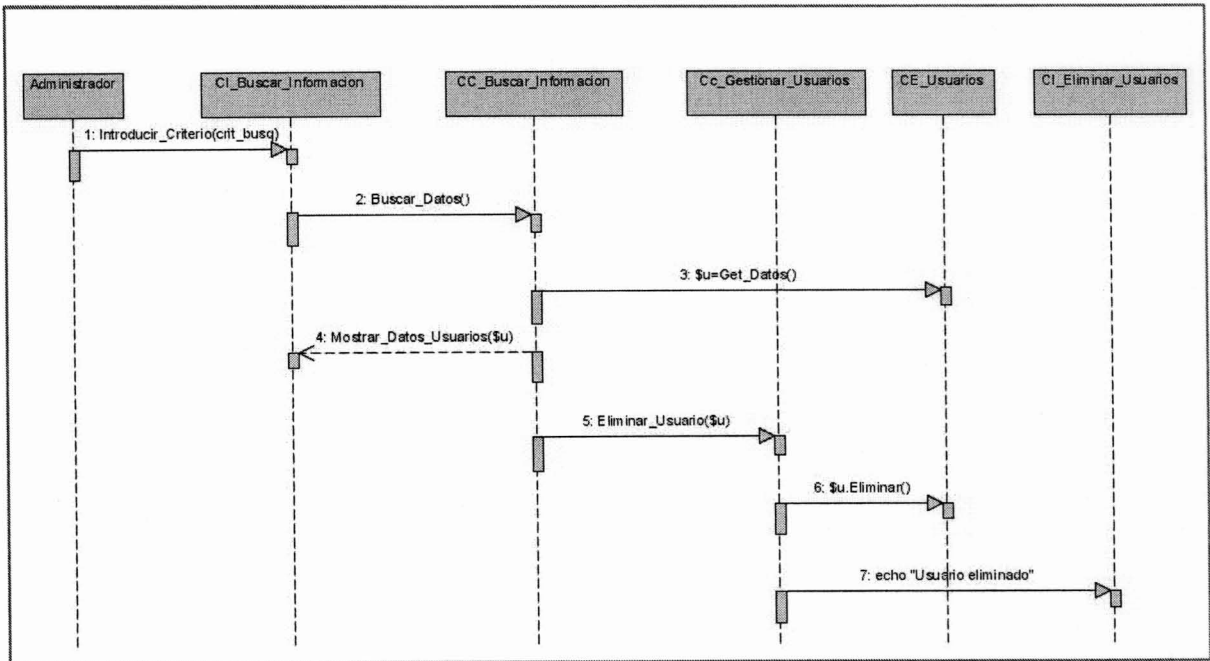 Administrador
CI_Buscar_Informacion
CC_Buscar_Informacion
Cc_Gestionar_Usuarios
CE_Usuarios
CI_Eliminar_Usuarios
1: Introducir_Criterio(crit_busq)
2: Buscar_Datos()
3: $u=Get_Datos()
4: Mostrar_Datos_Usuarios($u)
5: Eliminar_Usuario($u)
6: $u.Eliminar()
7: echo "Usuario eliminado"